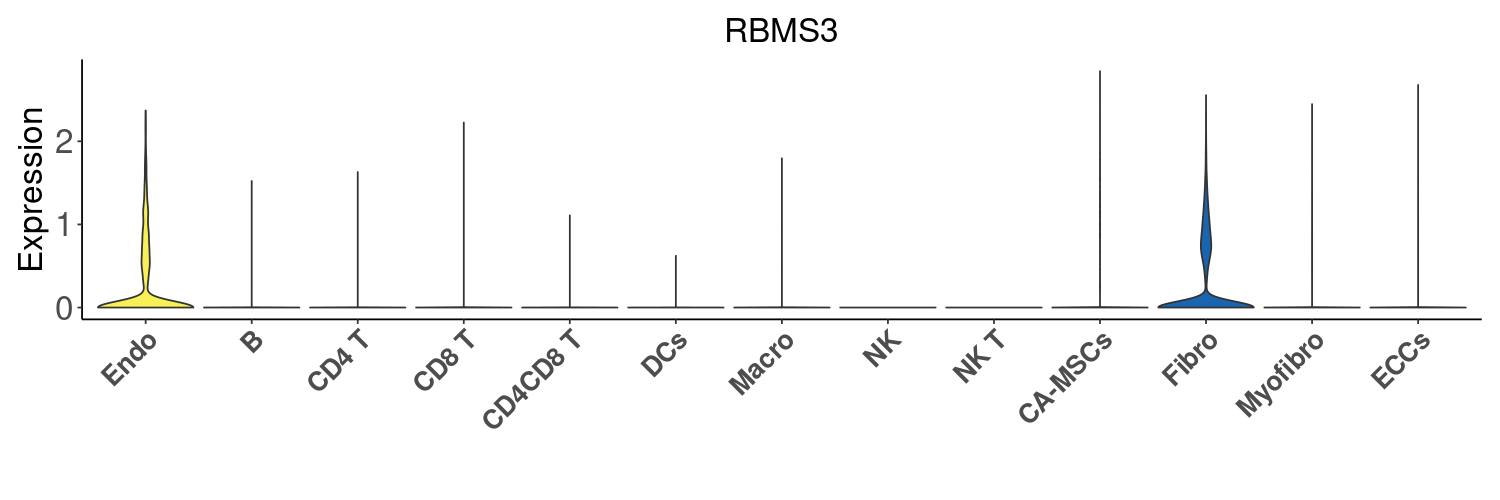 RBMS3
Expression
2
1
0
Endo
B
CD4 T
CD8 T
CD4CD8 T
DCs
Macro
NK
NK T
CA-MSCs
Fibro
Myofibro
ECCs